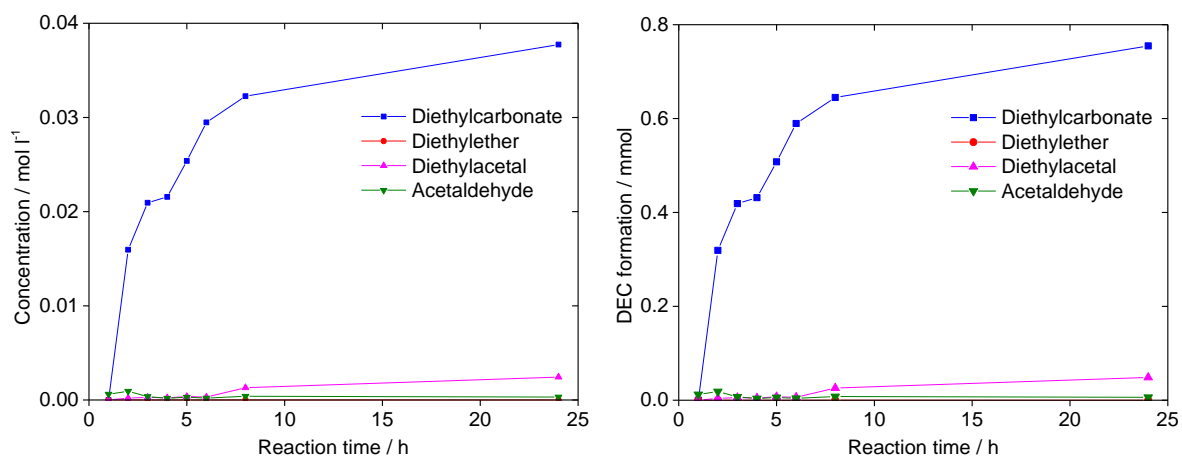 0.04
0.03
0.02
0.01
0.00
Concentration / mol l⁻¹
Diethylcarbonate
Diethylether
Diethylacetal
Acetaldehyde
0 5 10 15 20 25
Reaction time / h
0.8
0.6
0.4
0.2
0.0
DEC formation / mmol
Diethylcarbonate
Diethylether
Diethylacetal
Acetaldehyde
0 5 10 15 20 25
Reaction time / h